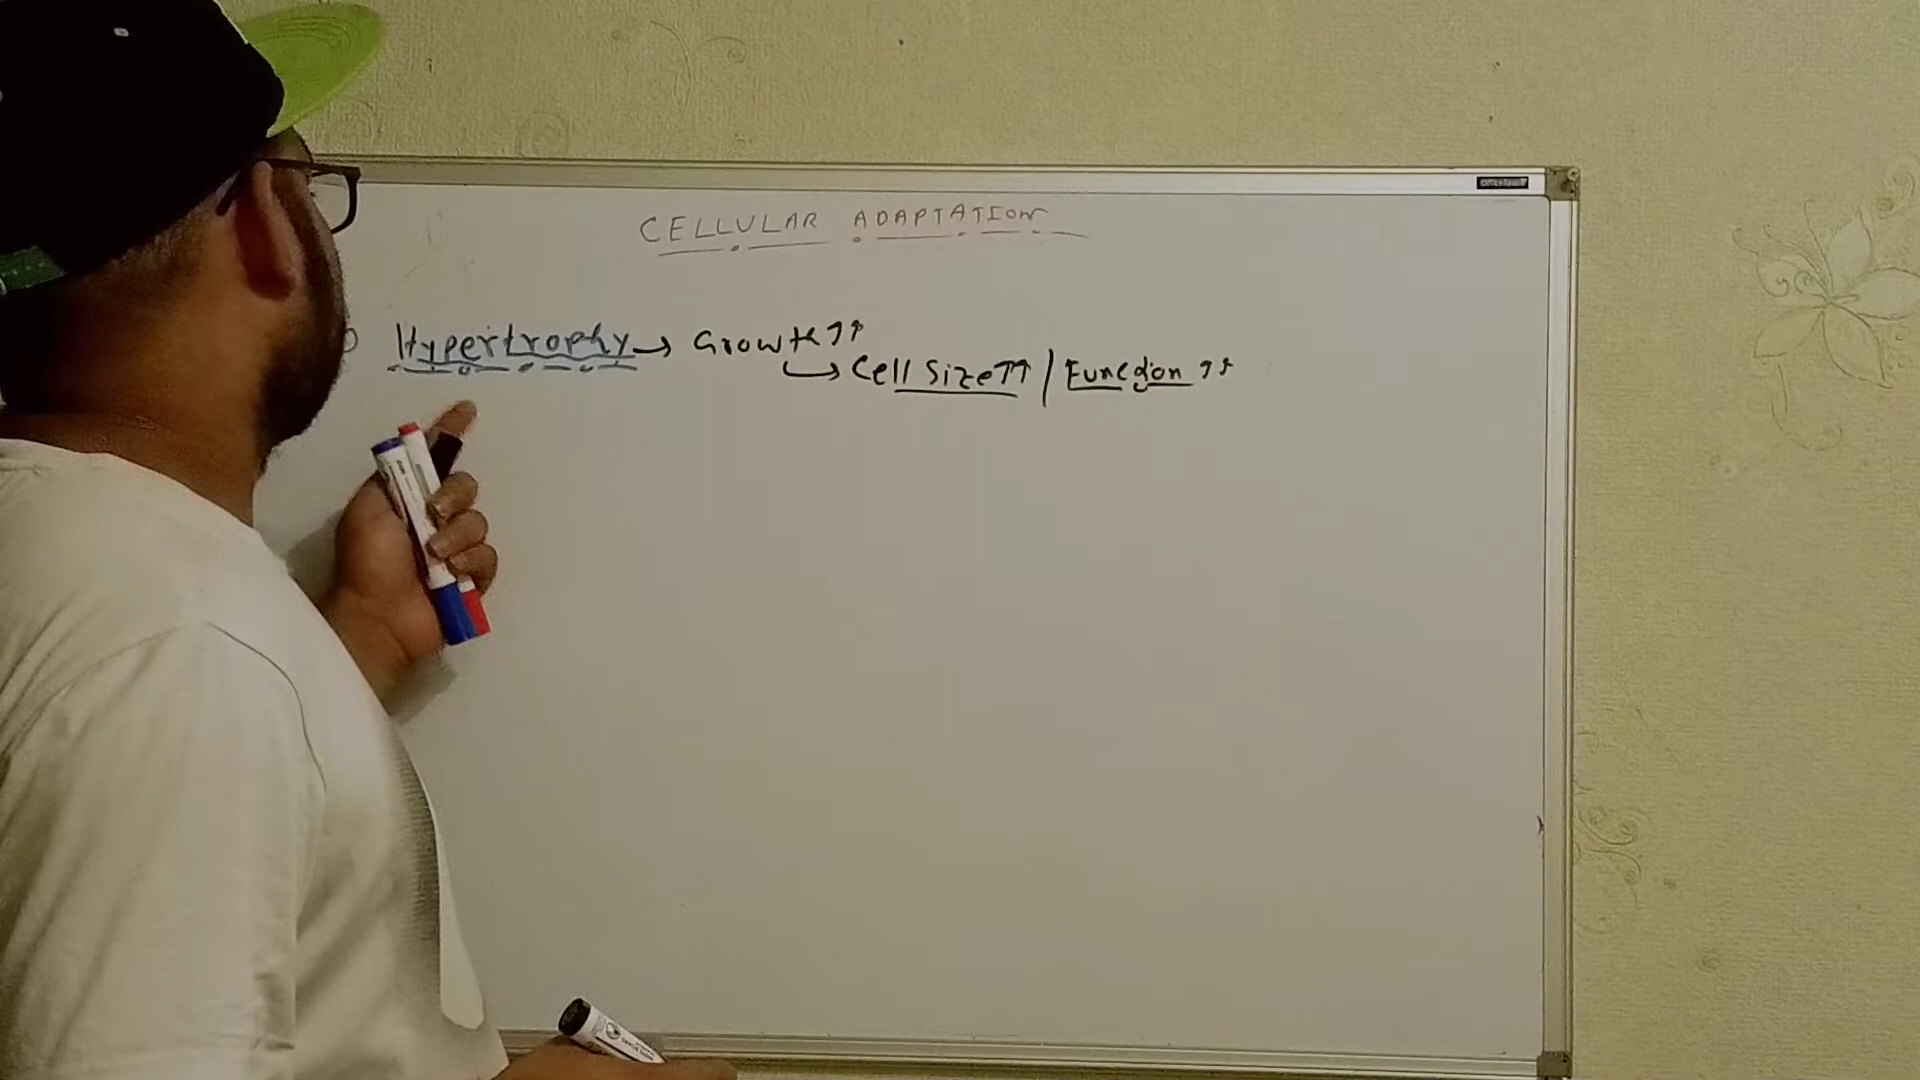 CELLULAR ADAPTATION
Hypertrophy → Growth ↑↑
↳ Cell Size ↑↑ / Function ↑↑